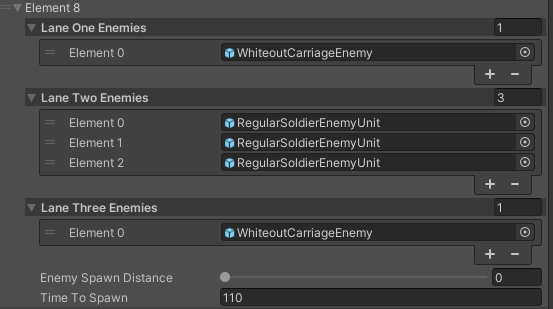 Element 8
Lane One Enemies 1
Element 0 WhiteoutCarriageEnemy
Lane Two Enemies 3
Element 0 RegularSoldierEnemyUnit
Element 1 RegularSoldierEnemyUnit
Element 2 RegularSoldierEnemyUnit
Lane Three Enemies 1
Element 0 WhiteoutCarriageEnemy
Enemy Spawn Distance 0
Time To Spawn 110